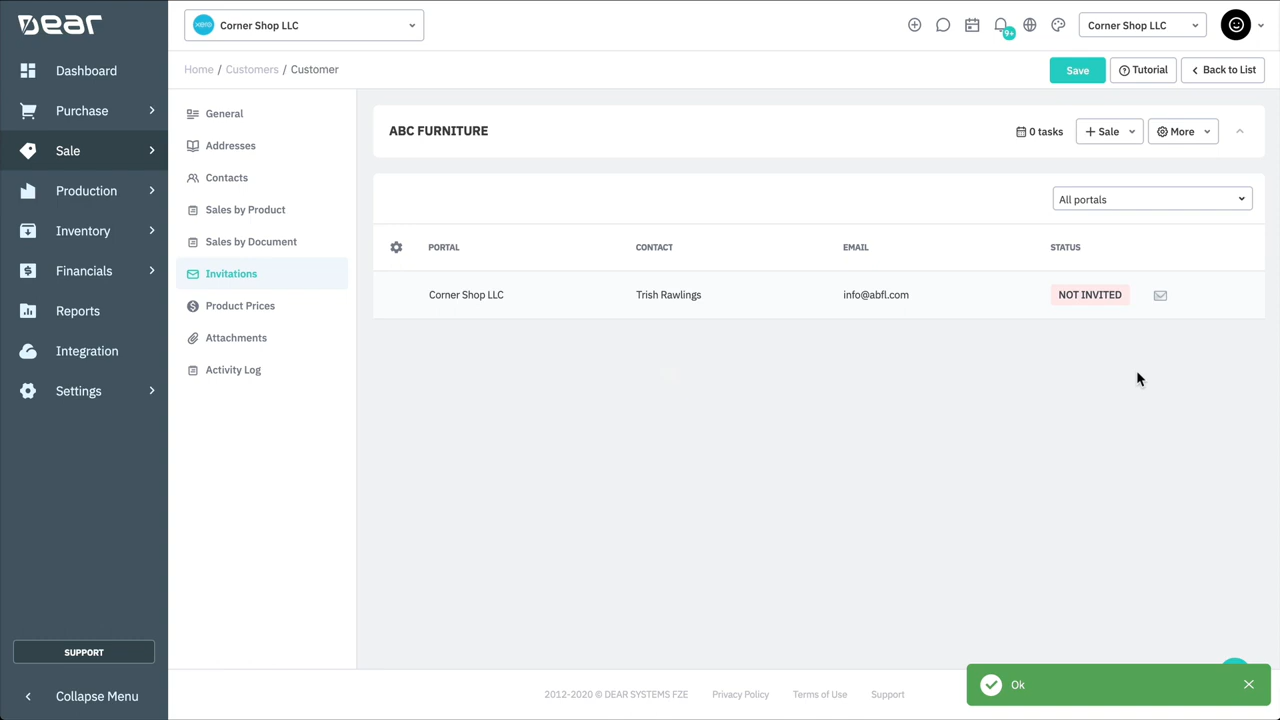 Dear
xero
Corner Shop LLC
9+
Corner Shop LLC
Dashboard
Purchase
Sale
Production
Inventory
Financials
Reports
Integration
Settings
SUPPORT
Collapse Menu
Home / Customers / Customer
Save
Tutorial
Back to List
General
Addresses
Contacts
Sales by Product
Sales by Document
Invitations
Product Prices
Attachments
Activity Log
ABC FURNITURE
0 tasks
Sale
More
All portals
PORTAL
CONTACT
EMAIL
STATUS
Corner Shop LLC
Trish Rawlings
info@abfl.com
NOT INVITED
2012-2020 © DEAR SYSTEMS FZE
Privacy Policy
Terms of Use
Support
Ok